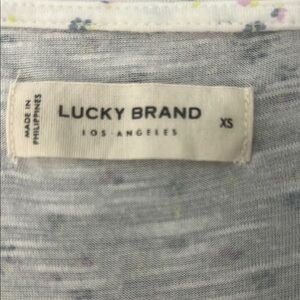 MADE IN
PHILIPPINES
LUCKY BRAND
LOS·ANGELES
XS